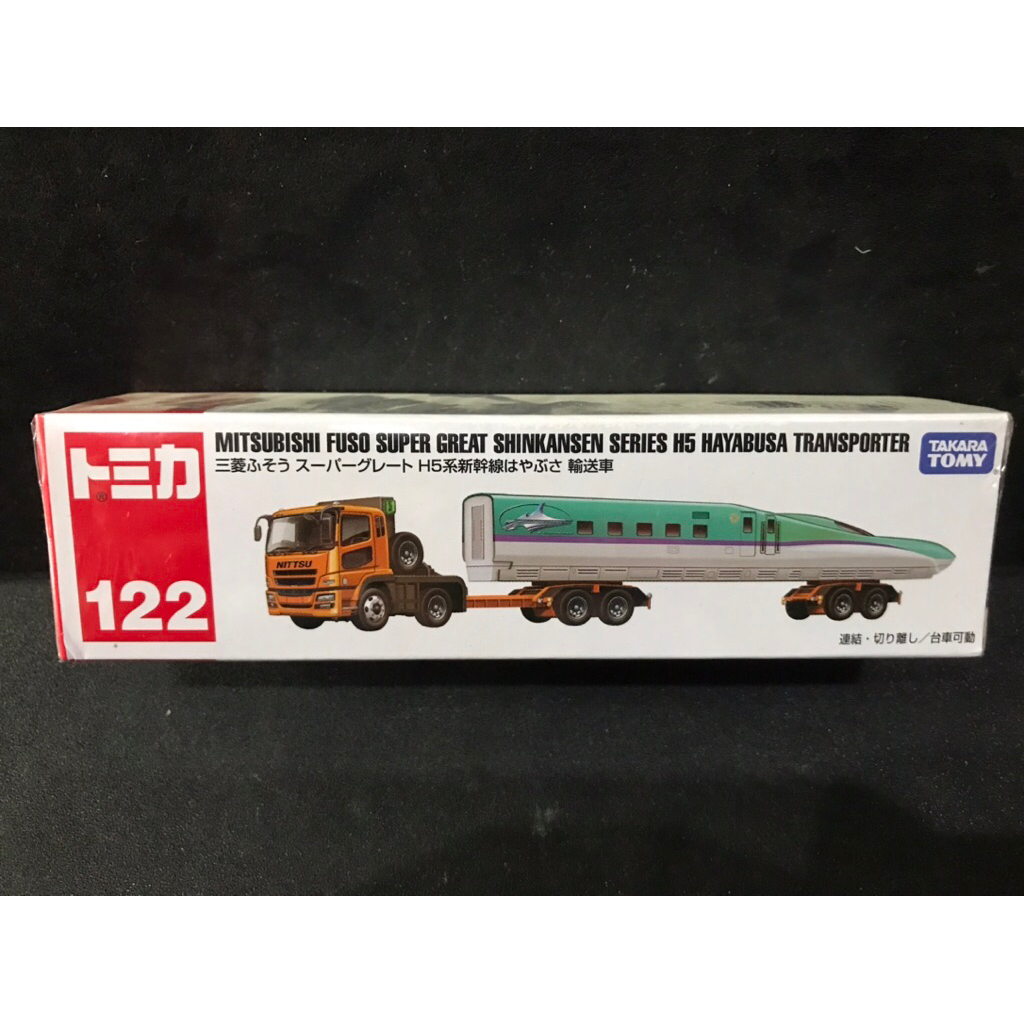 トミカ
®
122
MITSUBISHI FUSO SUPER GREAT SHINKANSEN SERIES H5 HAYABUSA TRANSPORTER
三菱ふそう スーパーグレート H5系新幹線はやぶさ 輸送車
TAKARA
TOMY
NITTSU
連結・切り離し/台車可動